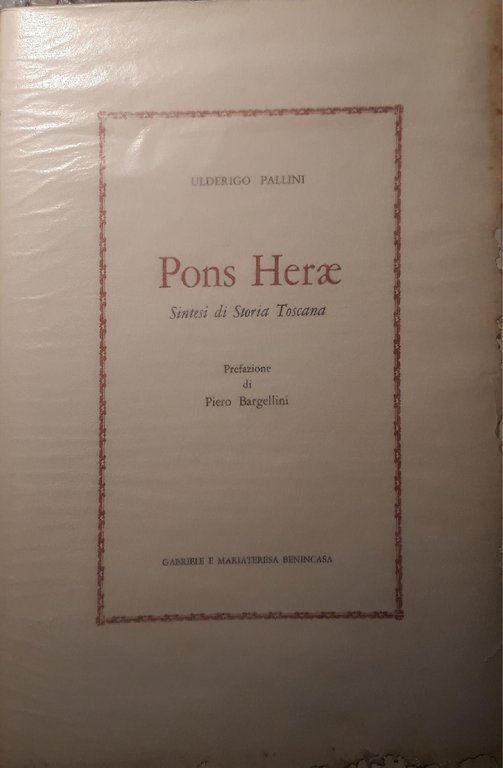 ULDERIGO PALLINI
Pons Heræ
Sintesi di Storia Toscana
Prefazione
di
Piero Bargellini
GABRIELE E MARIATERESA BENINCASA